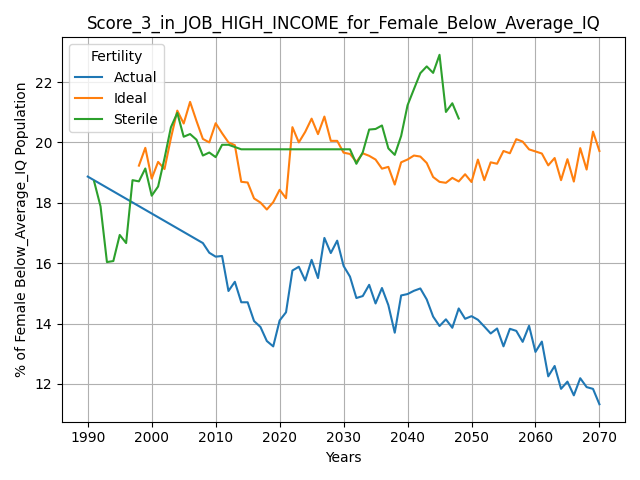 Score_3_in_JOB_HIGH_INCOME_for_Female_Below_Average_IQ
Fertility
Actual
Ideal
Sterile
% of Female Below_Average_IQ Population
22
20
18
16
14
12
1990 2000 2010 2020 2030 2040 2050 2060 2070
Years